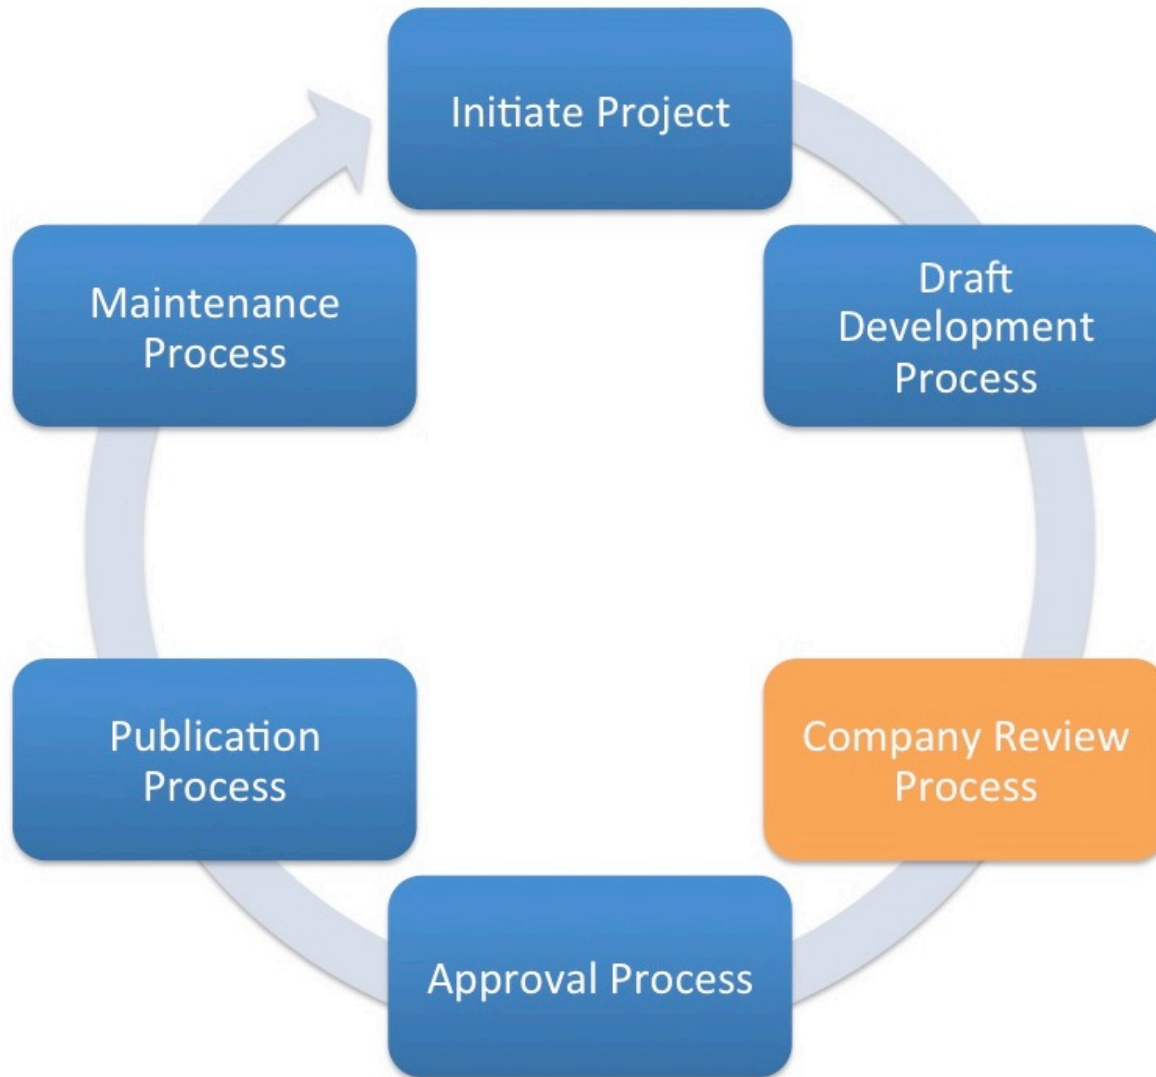 Initiate Project
Draft
Development
Process
Company Review
Process
Approval Process
Publication
Process
Maintenance
Process